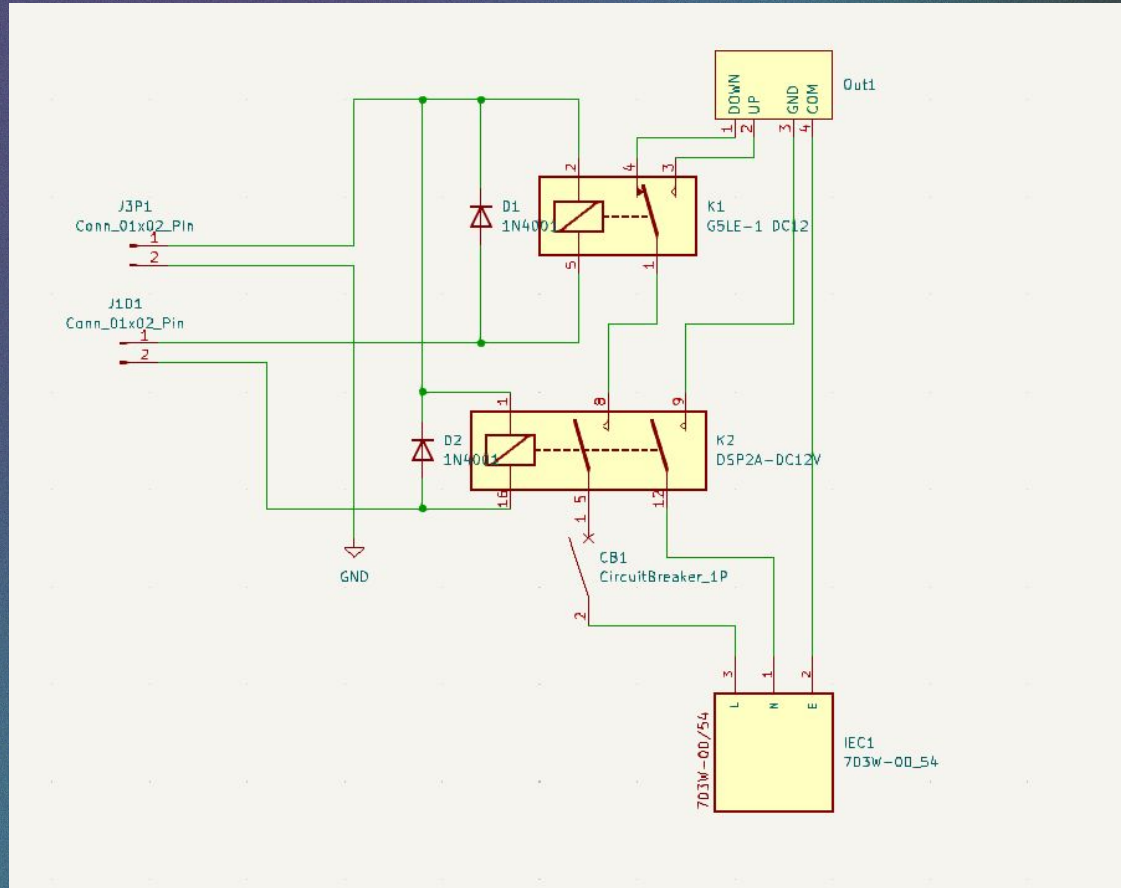 DOWN
UP
GND
COM
1
2
3
4
Out1
2
4
3
K1
G5LE-1 DC12
5
1
D1
1N4001
J3P1
Conn_01x02_Pin
1
2
J1D1
Conn_01x02_Pin
1
2
1
8
9
K2
DSP2A-DC12V
16
5
12
D2
1N4001
1
CB1
CircuitBreaker_1P
2
GND
3
1
2
L
N
E
IEC1
7D3W-0D_54
7D3W-0D/54